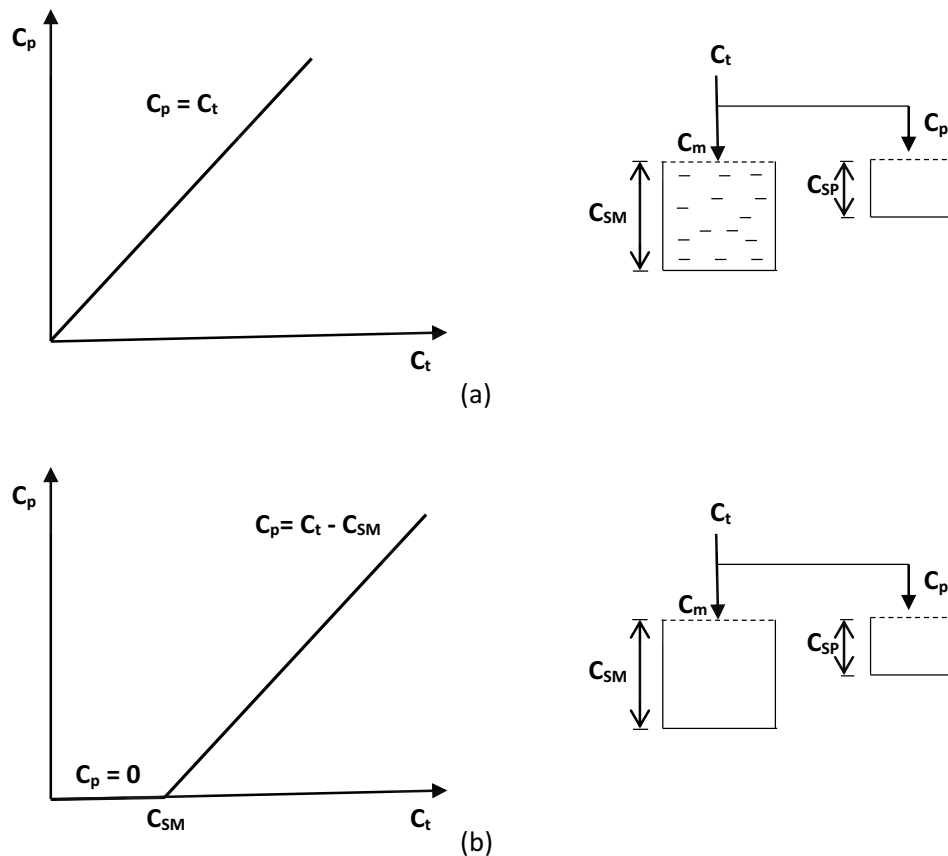 Cp
Cp = Ct
Ct
Ct
Cm
Cp
CSM
CSP
(a)
Cp
Cp= Ct - CSM
Cp = 0
CSM
Ct
Ct
Cm
Cp
CSM
CSP
(b)